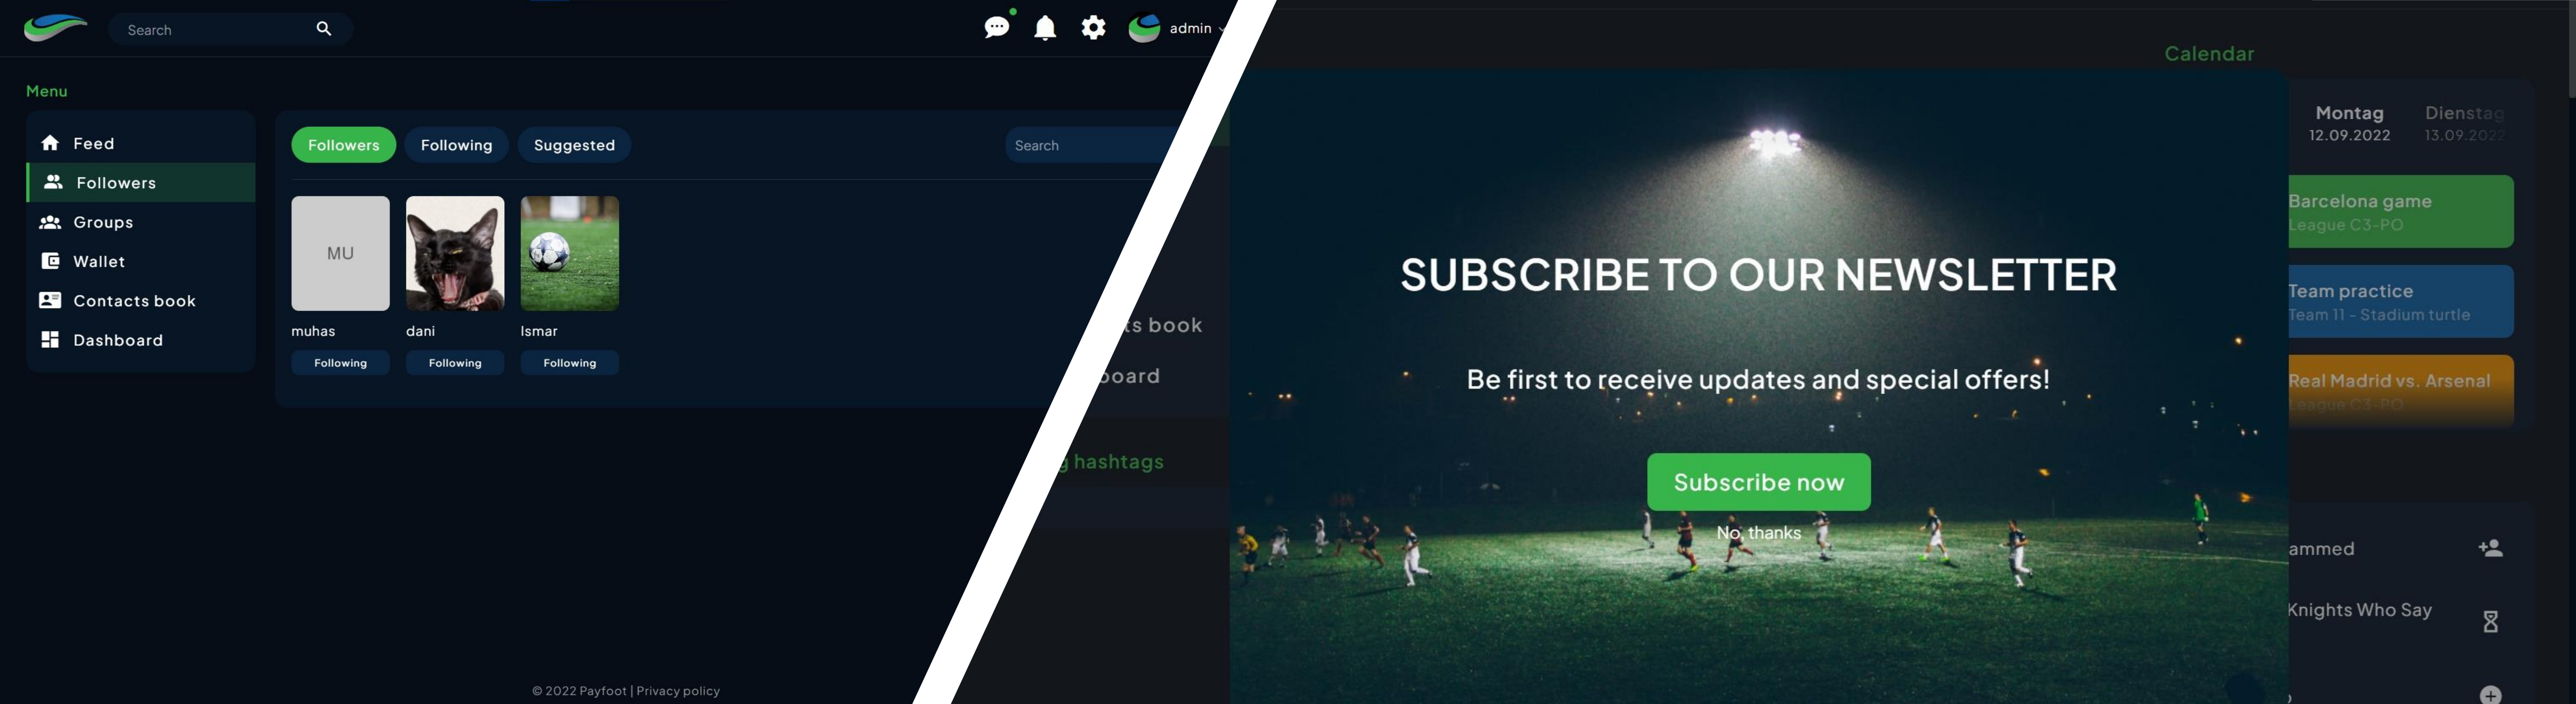 Search
admin
Menu
Feed
Followers
Groups
Wallet
Contacts book
Dashboard
Followers
Following
Suggested
Search
MU
muhas
dani
Ismar
Following
Following
Following
© 2022 Payfoot | Privacy policy
ts book
board
g hashtags
SUBSCRIBE TO OUR NEWSLETTER
Be first to receive updates and special offers!
Subscribe now
No, thanks
Calendar
Montag
12.09.2022
Dienstag
13.09.2022
Barcelona game
League C3-PO
Team practice
Team 11 - Stadium turtle
Real Madrid vs. Arsenal
League C3-PO
ammed
Knights Who Say